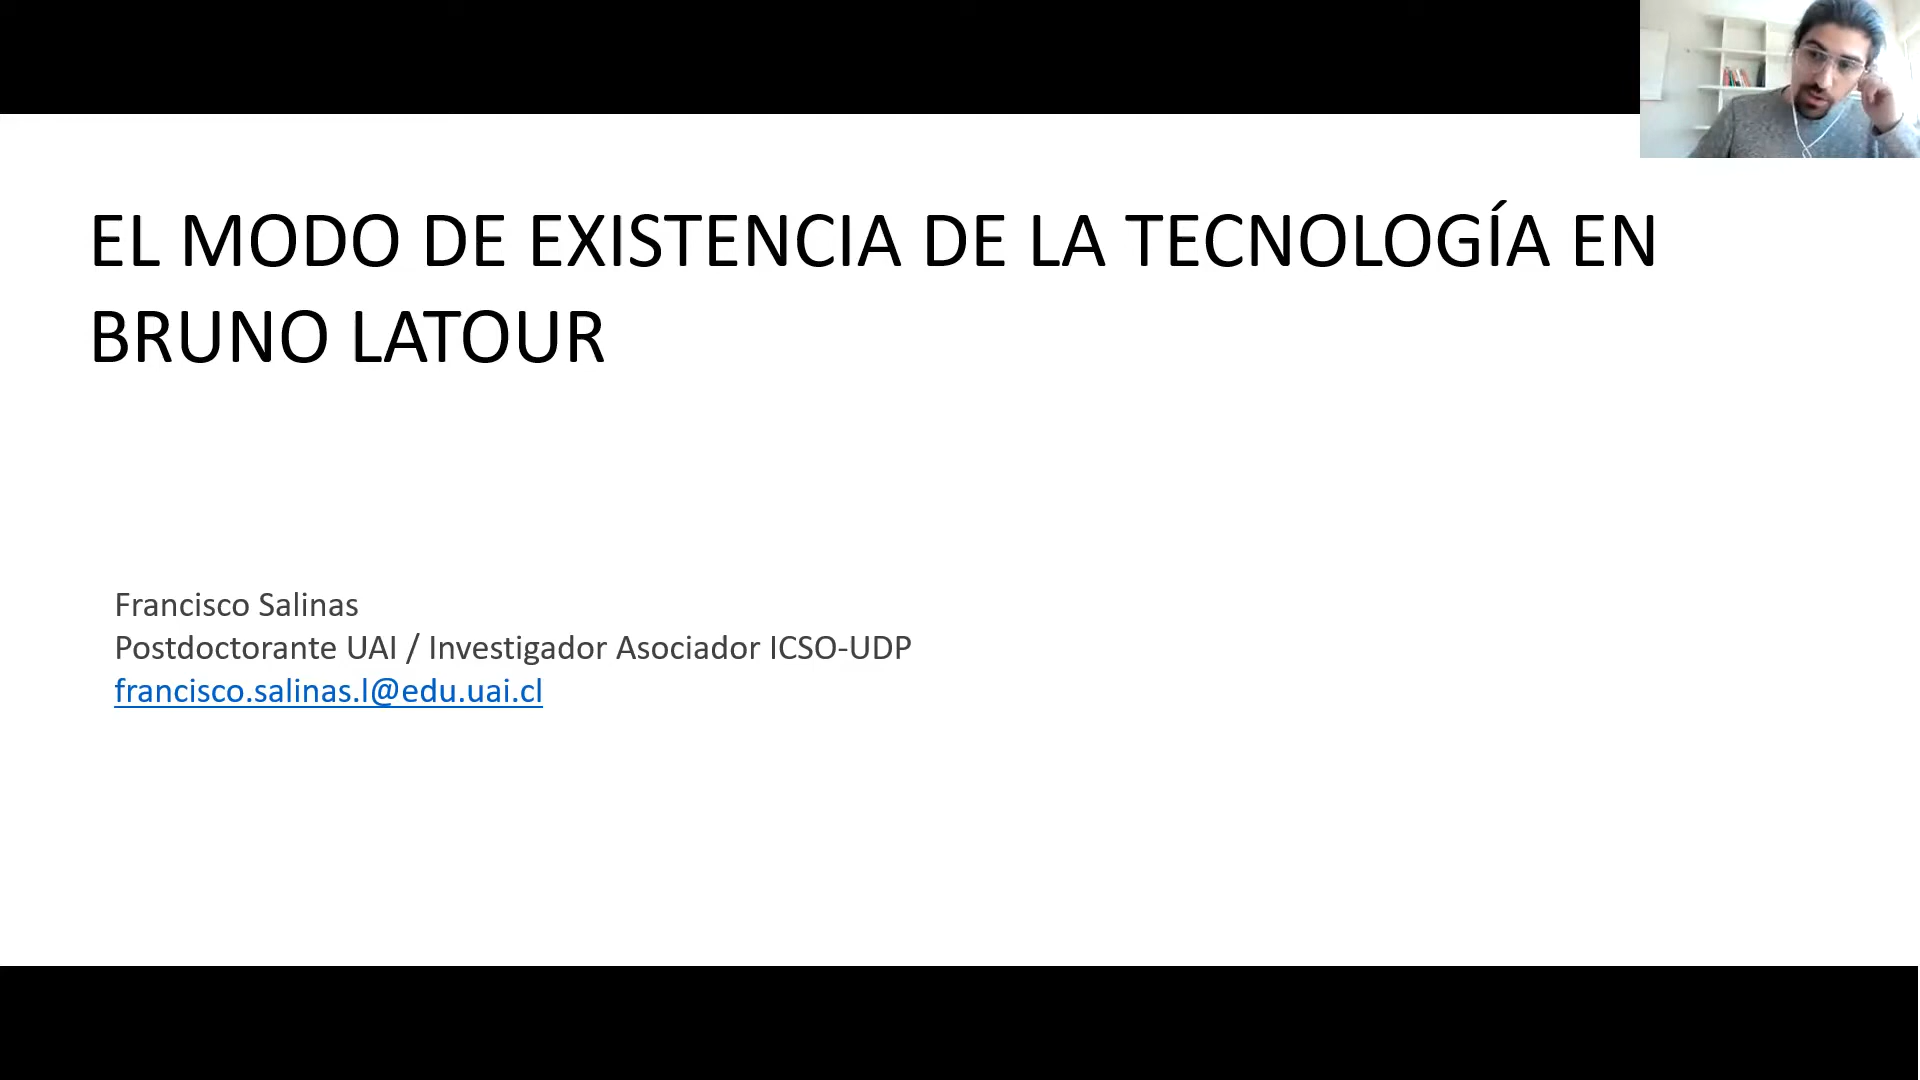 EL MODO DE EXISTENCIA DE LA TECNOLOGÍA EN
BRUNO LATOUR
Francisco Salinas
Postdoctorante UAI / Investigador Asociador ICSO-UDP
francisco.salinas.l@edu.uai.cl